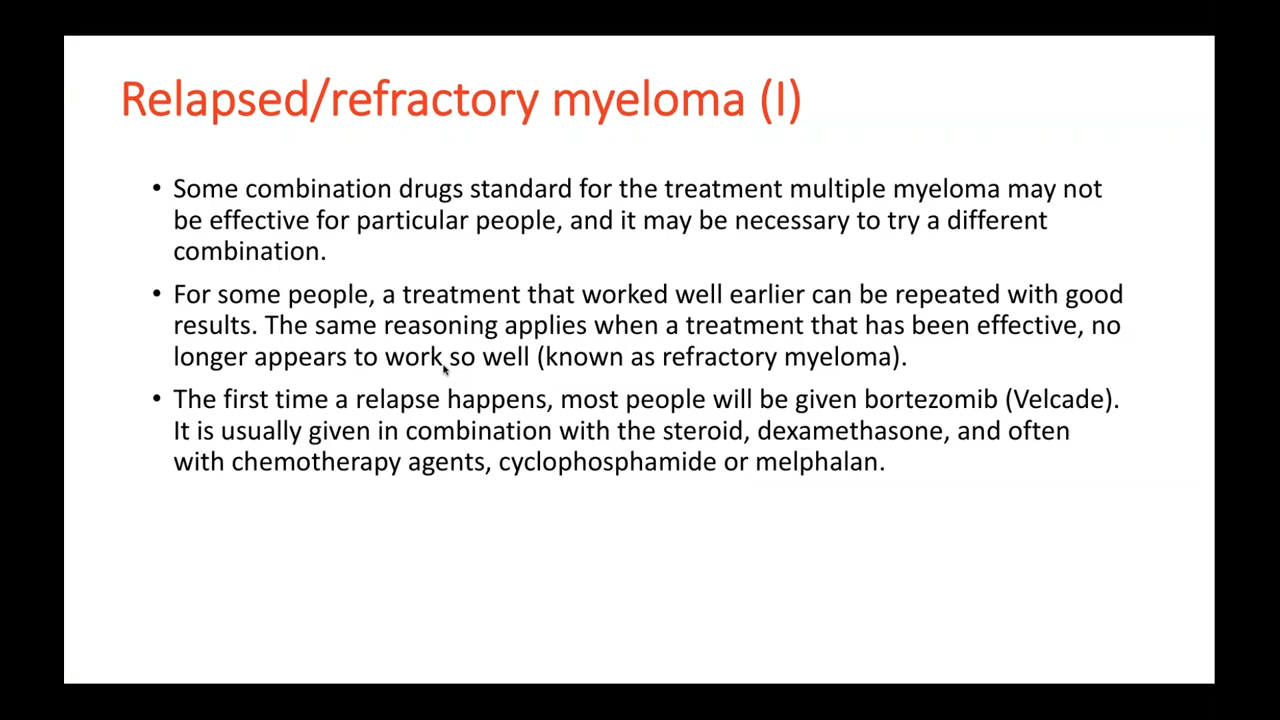 Relapsed/refractory myeloma (I)
• Some combination drugs standard for the treatment multiple myeloma may not
be effective for particular people, and it may be necessary to try a different
combination.
• For some people, a treatment that worked well earlier can be repeated with good
results. The same reasoning applies when a treatment that has been effective, no
longer appears to work so well (known as refractory myeloma).
• The first time a relapse happens, most people will be given bortezomib (Velcade).
It is usually given in combination with the steroid, dexamethasone, and often
with chemotherapy agents, cyclophosphamide or melphalan.